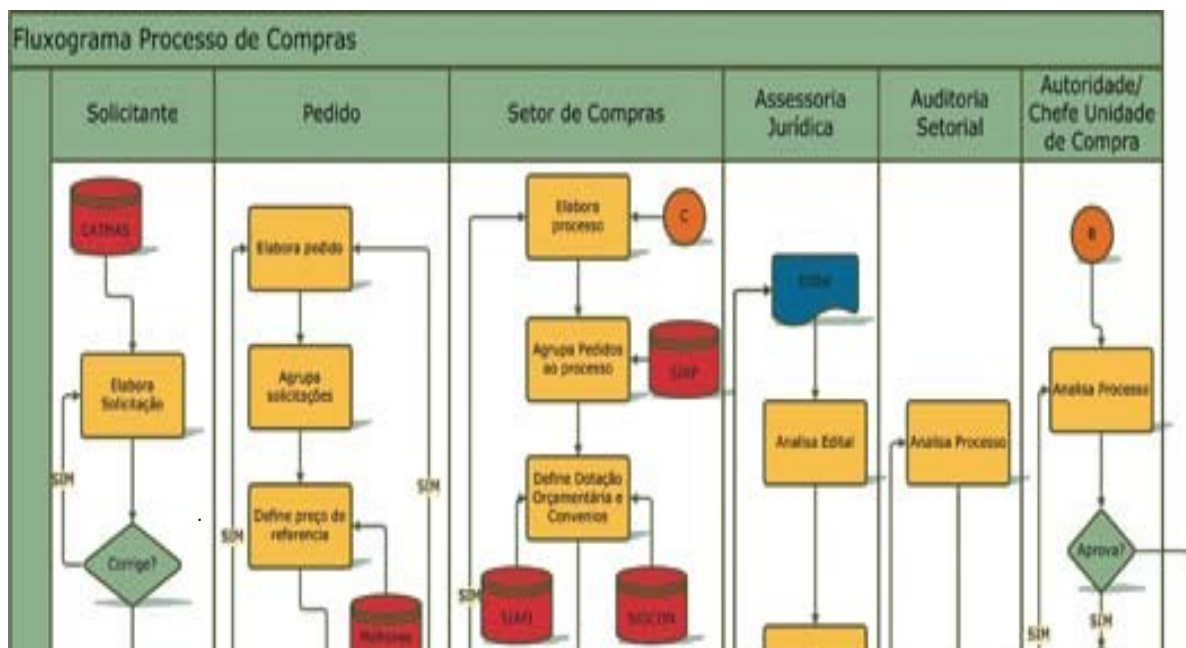 Fluxograma Processo de Compras
Solicitante
Pedido
Setor de Compras
Assessoria
Jurídica
Auditoria
Setorial
Autoridade/
Chefe Unidade
de Compra
CATMAS
Elabora
Solicitação
SIM
Corrige?
Elabora pedido
Agrupa
solicitações
Define preço de
referencia
SIM
SIM
Melhores
Elabora
processo
C
Agrupa Pedidos
ao processo
SIRP
Define Dotação
Orçamentária e
Convenios
SIM
SIAFI
SIGCON
Edital
Analisa Edital
Analisa Processo
B
Analisa Processo
Aprova?
SIM
SIM